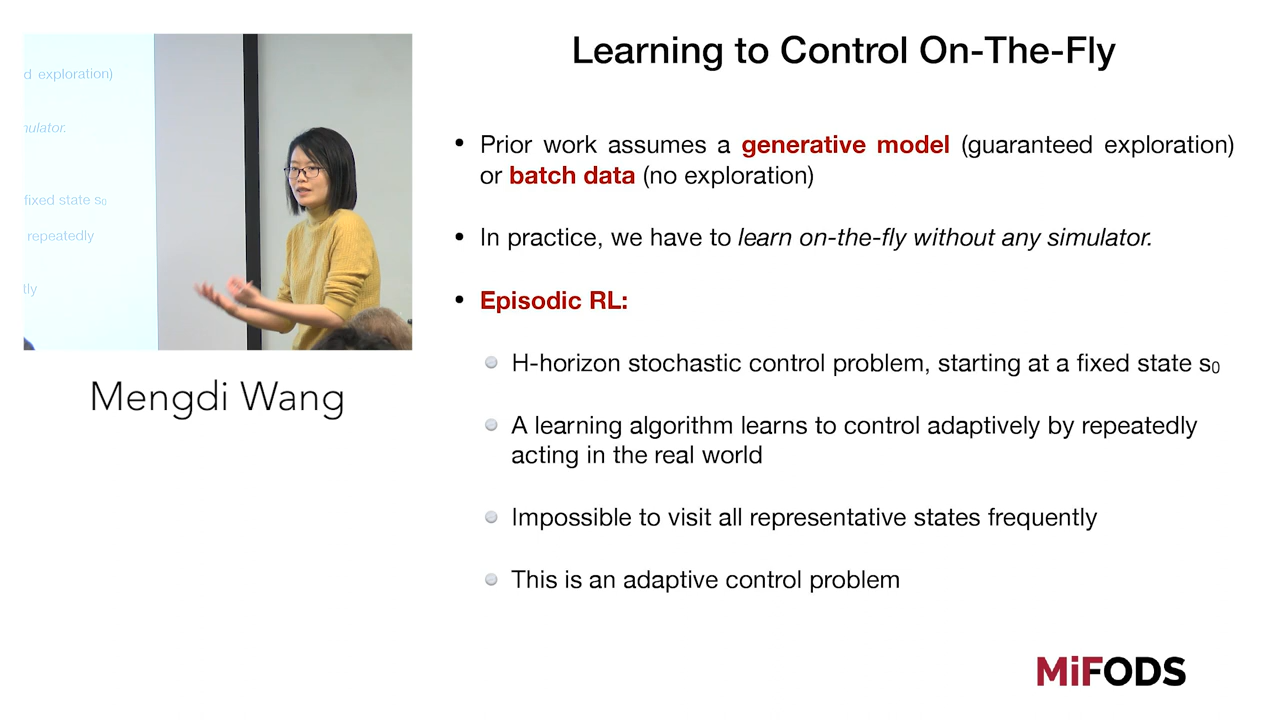 Learning to Control On-The-Fly
d exploration)
ulator.
fixed state s₀
repeatedly
tly
Mengdi Wang
• Prior work assumes a generative model (guaranteed exploration)
or batch data (no exploration)
• In practice, we have to learn on-the-fly without any simulator.
• Episodic RL:
H-horizon stochastic control problem, starting at a fixed state s₀
A learning algorithm learns to control adaptively by repeatedly
acting in the real world
Impossible to visit all representative states frequently
This is an adaptive control problem
MiFODS